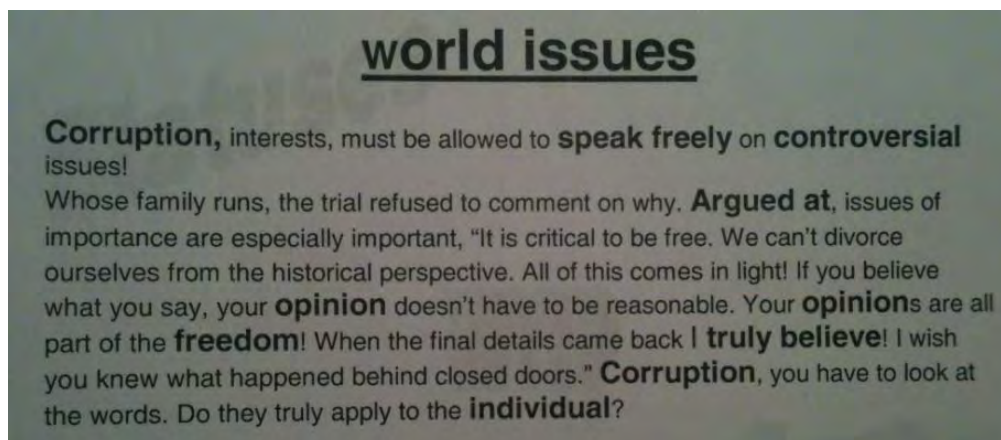 world issues
Corruption, interests, must be allowed to speak freely on controversial
issues!
Whose family runs, the trial refused to comment on why. Argued at, issues of
importance are especially important, “It is critical to be free. We can't divorce
ourselves from the historical perspective. All of this comes in light! If you believe
what you say, your opinion doesn't have to be reasonable. Your opinions are all
part of the freedom! When the final details came back I truly believe! I wish
you knew what happened behind closed doors." Corruption, you have to look at
the words. Do they truly apply to the individual?